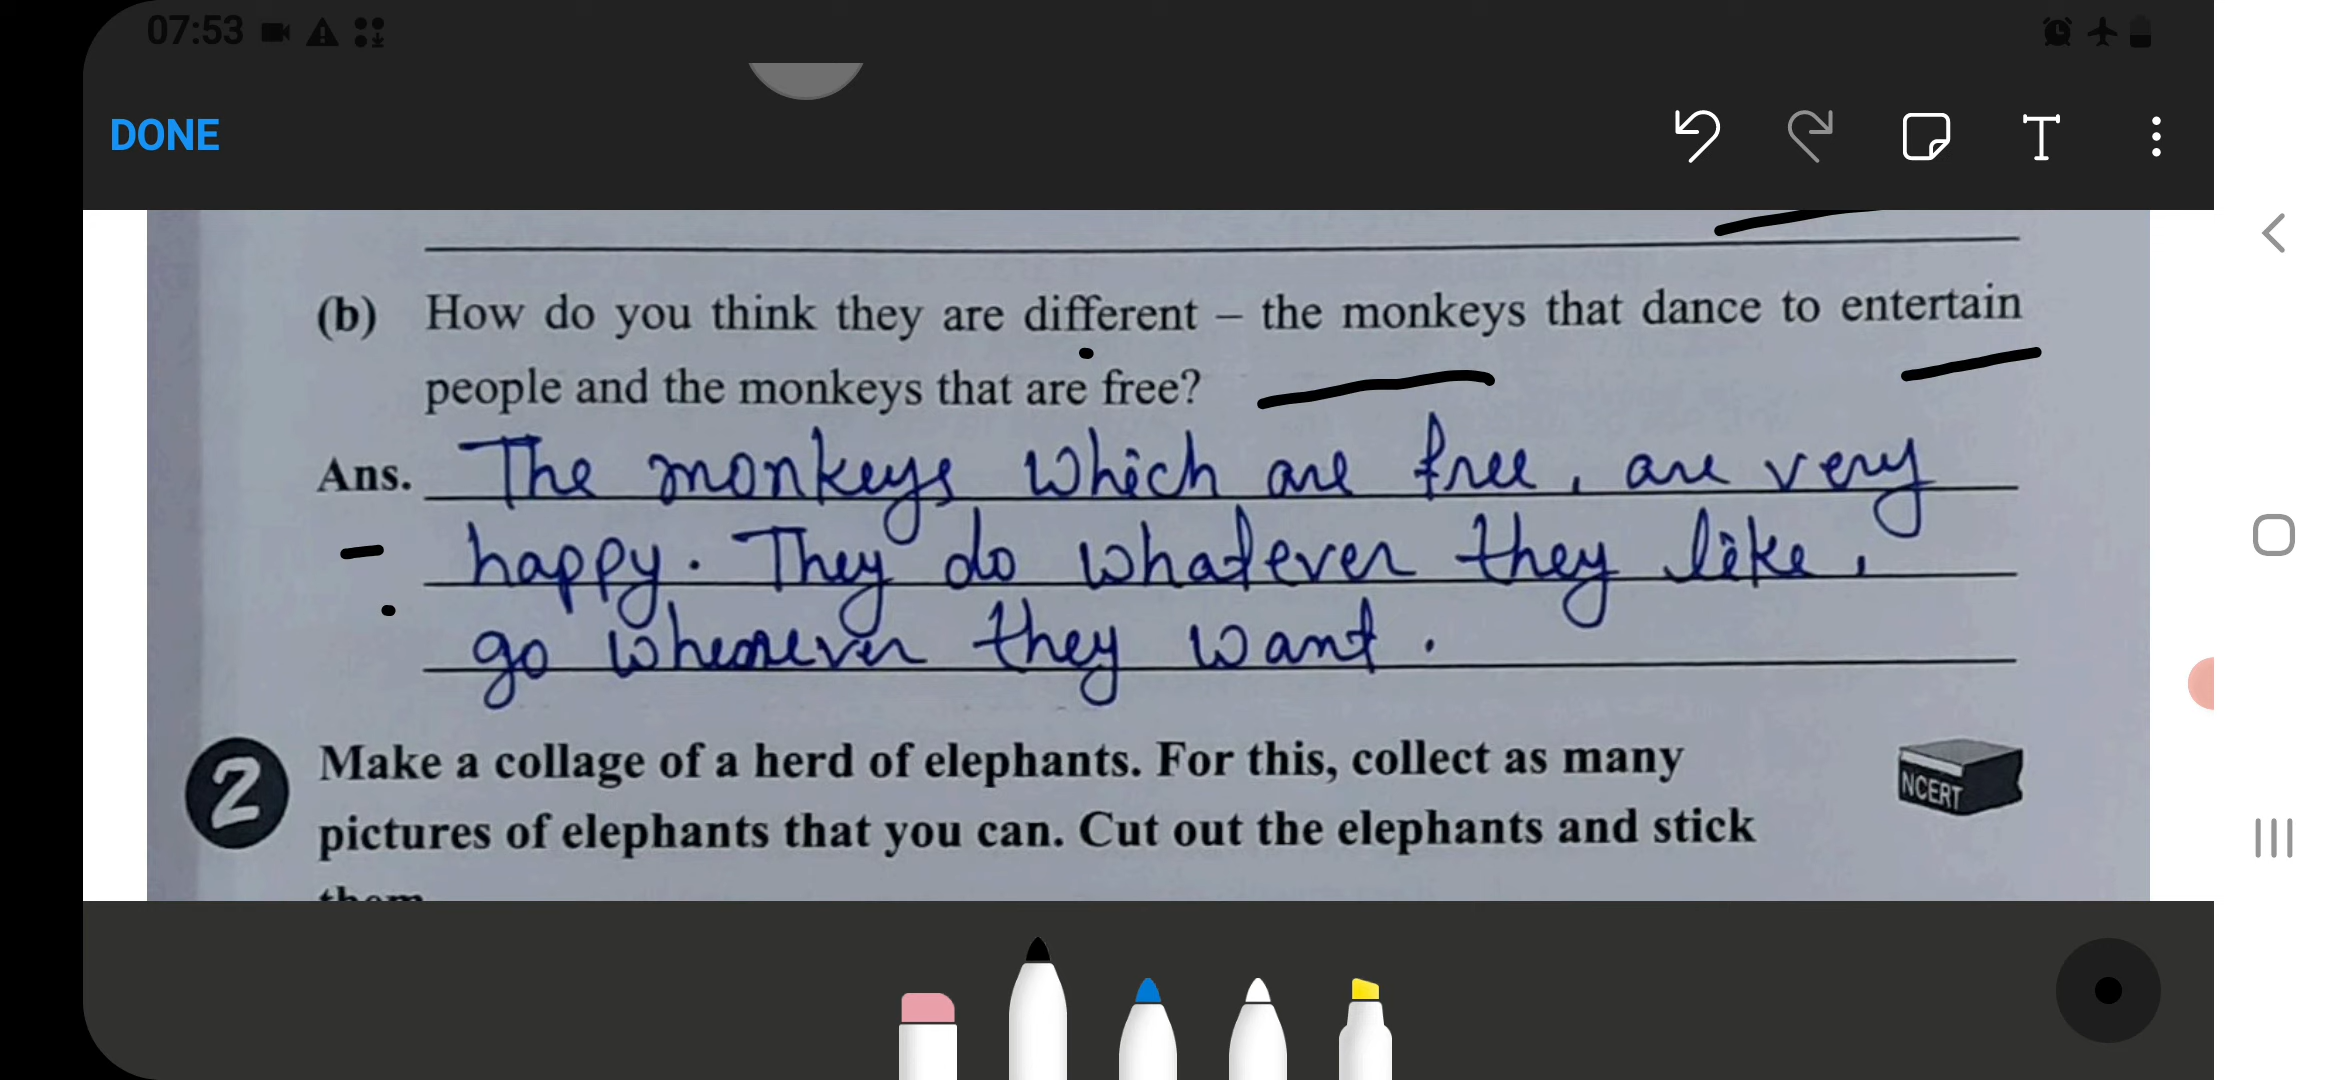 07:53
DONE
T
(b) How do you think they are different – the monkeys that dance to entertain
people and the monkeys that are free?
Ans. The monkeys which are free, are very
happy. They do whatever they like,
go whenever they want.
2 Make a collage of a herd of elephants. For this, collect as many
NCERT
pictures of elephants that you can. Cut out the elephants and stick
them